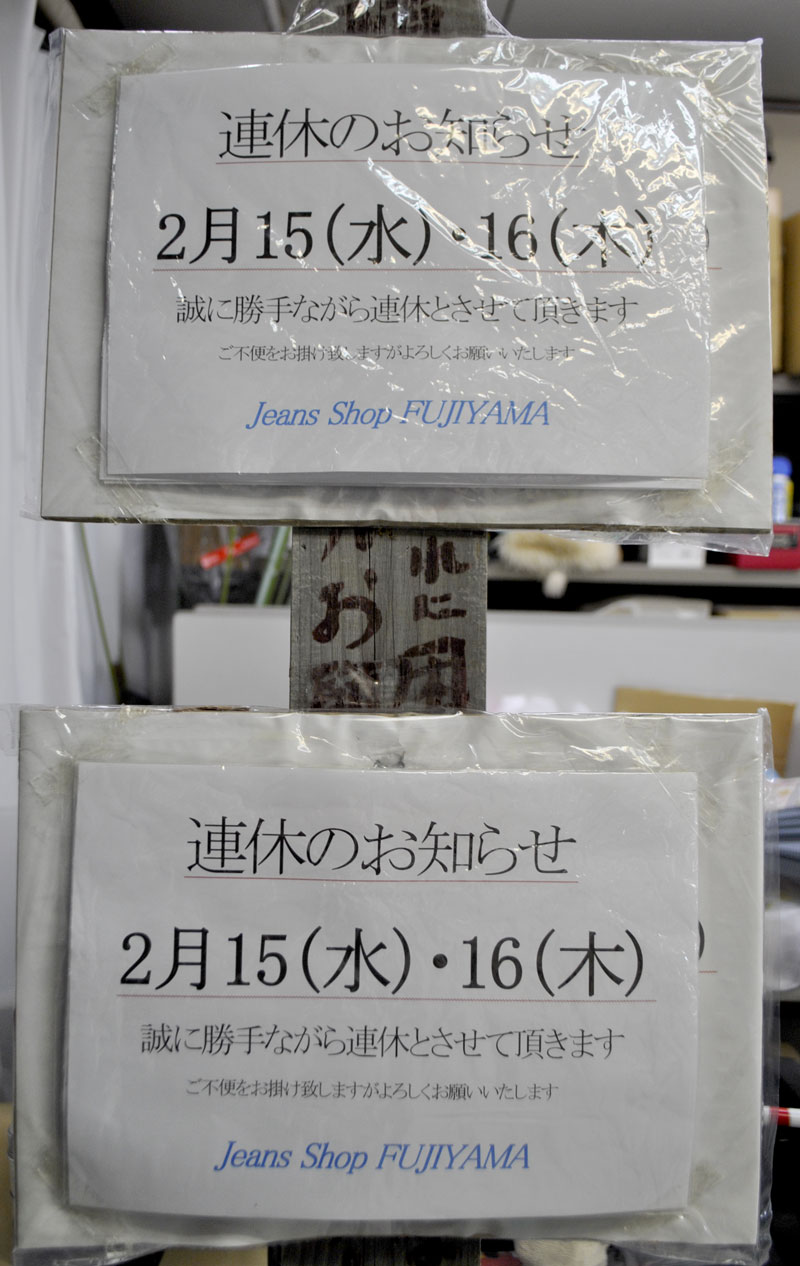 連休のお知らせ
2月15(水)・16(木)
誠に勝手ながら連休とさせて頂きます
ご不便をお掛け致しますがよろしくお願いいたします
Jeans Shop FUJIYAMA
お
連休のお知らせ
2月15(水)・16(木)
誠に勝手ながら連休とさせて頂きます
ご不便をお掛け致しますがよろしくお願いいたします
Jeans Shop FUJIYAMA